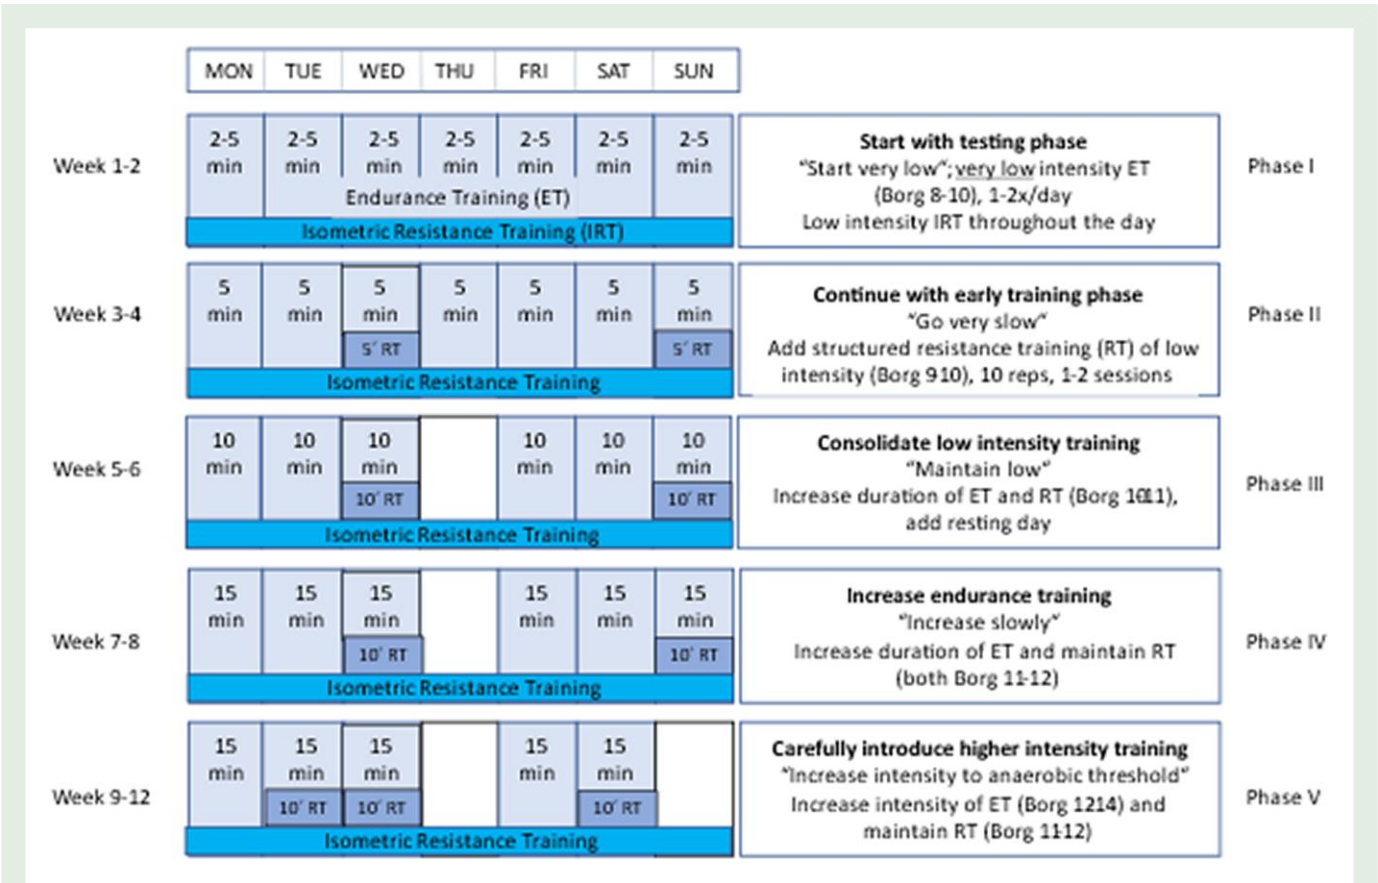 MON TUE WED THU FRI SAT SUN
Week 1-2
2-5 2-5 2-5 2-5 2-5 2-5 2-5
min min min min min min min
Endurance Training (ET)
Isometric Resistance Training (IRT)
Start with testing phase
“Start very low“; very low intensity ET
(Borg 8-10), 1-2x/day
Low intensity IRT throughout the day
Phase I
Week 3-4
5 5 5 5 5 5 5
min min min min min min min
5´ RT 5´ RT
Isometric Resistance Training
Continue with early training phase
“Go very slow“
Add structured resistance training (RT) of low
intensity (Borg 910), 10 reps, 1-2 sessions
Phase II
Week 5-6
10 10 10 10 10 10
min min min min min min
10´ RT 10´ RT
Isometric Resistance Training
Consolidate low intensity training
“Maintain low“
Increase duration of ET and RT (Borg 1011),
add resting day
Phase III
Week 7-8
15 15 15 15 15 15
min min min min min min
10´ RT 10´ RT
Isometric Resistance Training
Increase endurance training
“Increase slowly“
Increase duration of ET and maintain RT
(both Borg 11-12)
Phase IV
Week 9-12
15 15 15 15 15
min min min min min
10´ RT 10´ RT 10´ RT
Isometric Resistance Training
Carefully introduce higher intensity training
“Increase intensity to anaerobic threshold“
Increase intensity of ET (Borg 1214) and
maintain RT (Borg 11-12)
Phase V